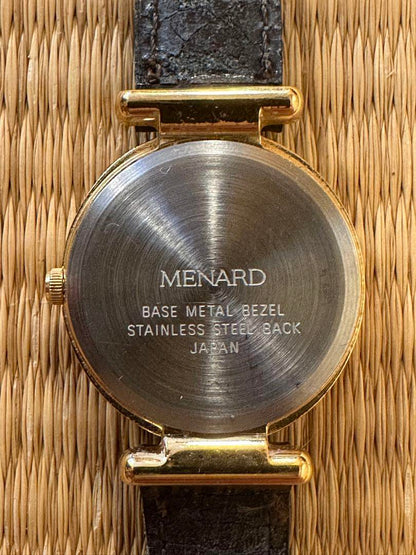 MENARD
BASE METAL BEZEL
STAINLESS STEEL BACK
JAPAN